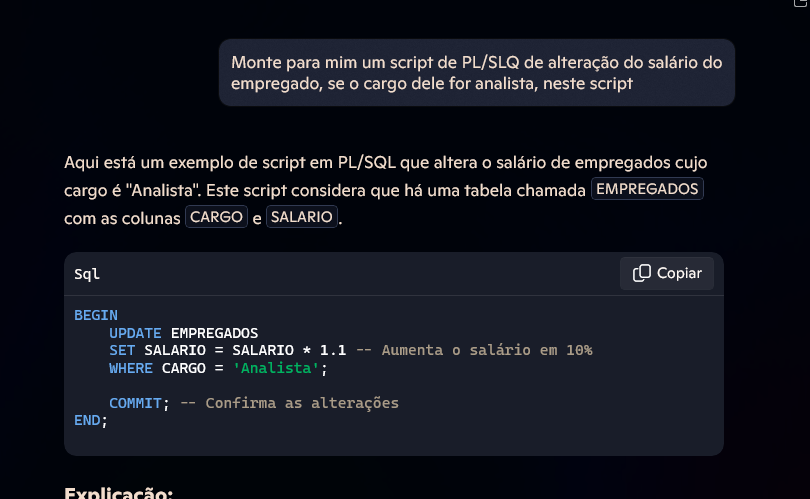 Monte para mim um script de PL/SLQ de alteração do salário do
empregado, se o cargo dele for analista, neste script
Aqui está um exemplo de script em PL/SQL que altera o salário de empregados cujo
cargo é "Analista". Este script considera que há uma tabela chamada EMPREGADOS
com as colunas CARGO e SALARIO.
Sql
Copiar
BEGIN
    UPDATE EMPREGADOS
    SET SALARIO = SALARIO * 1.1 -- Aumenta o salário em 10%
    WHERE CARGO = 'Analista';

    COMMIT; -- Confirma as alterações
END;
Explicação: